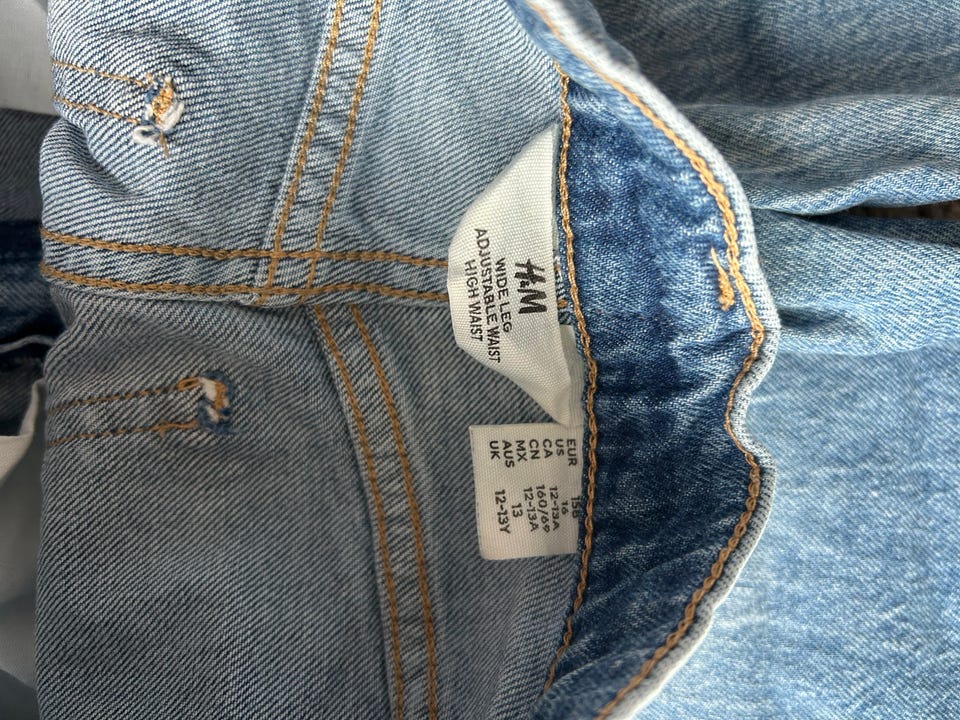 H&M
WIDE LEG
ADJUSTABLE WAIST
HIGH WAIST
EUR 158
US 16
CA 12-13A
CN 160/69
MX 12-13A
AUS 13
UK 12-13Y